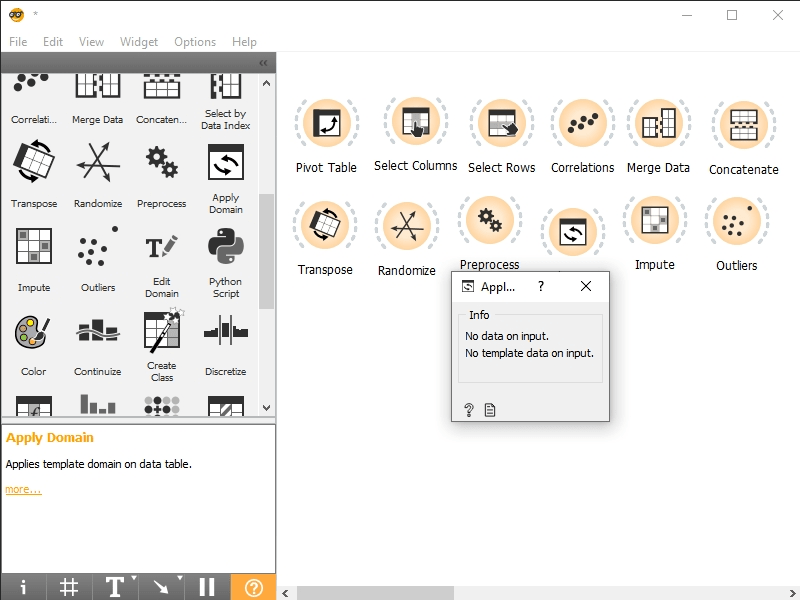 *
File Edit View Widget Options Help
Correlati... Merge Data Concaten... Select by
Data Index
Transpose Randomize Preprocess Apply
Domain
Impute Outliers Edit
Domain Python
Script
Color Continuize Create
Class Discretize
Apply Domain
Applies template domain on data table.
more...
Pivot Table Select Columns Select Rows Correlations Merge Data Concatenate
Transpose Randomize Preprocess Impute Outliers
Appl... ?
Info
No data on input.
No template data on input.
?